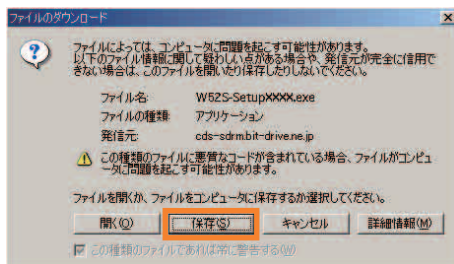 ファイルのダウンロード
ファイルによっては、コンピュータに問題を起こす可能性があります。
以下のファイル情報に関して疑わしい点がある場合や、発信元が完全に信用で
きない場合は、このファイルを開いたり保存したりしないでください。
ファイル名: W52S-SetupXXXX.exe
ファイルの種類: アプリケーション
発信元: cds-sdrm.bit-drive.ne.jp
この種類のファイルに悪質なコードが含まれている場合、ファイルがコンピュ
ータに問題を起こす可能性があります。
ファイルを開くか、ファイルをコンピュータに保存するか選択してください。
開く(O) 保存(S) キャンセル 詳細情報(M)
この種類のファイルであれば常に警告する(W)